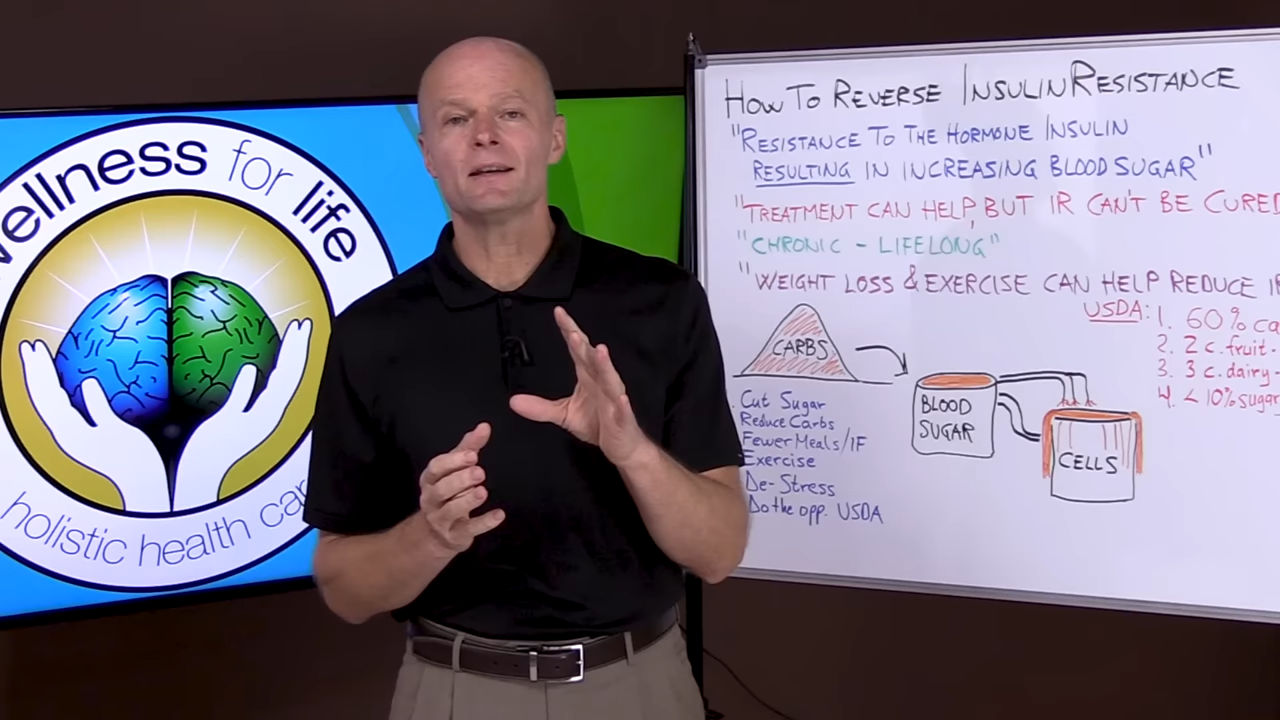 wellness for life
holistic health car
How To Reverse Insulin Resistance
"Resistance To The Hormone Insulin
Resulting in increasing blood sugar"
"Treatment can help, but IR can't be cured
"Chronic - Lifelong"
"Weight loss & exercise can help reduce IR
USDA: 1. 60% ca
2. 2 c. fruit -
3. 3 c. dairy -
4. < 10% sugar
CARBS
Cut Sugar
Reduce Carbs
Fewer Meals/IF
Exercise
De-Stress
Do the opp. USDA
BLOOD
SUGAR
CELLS